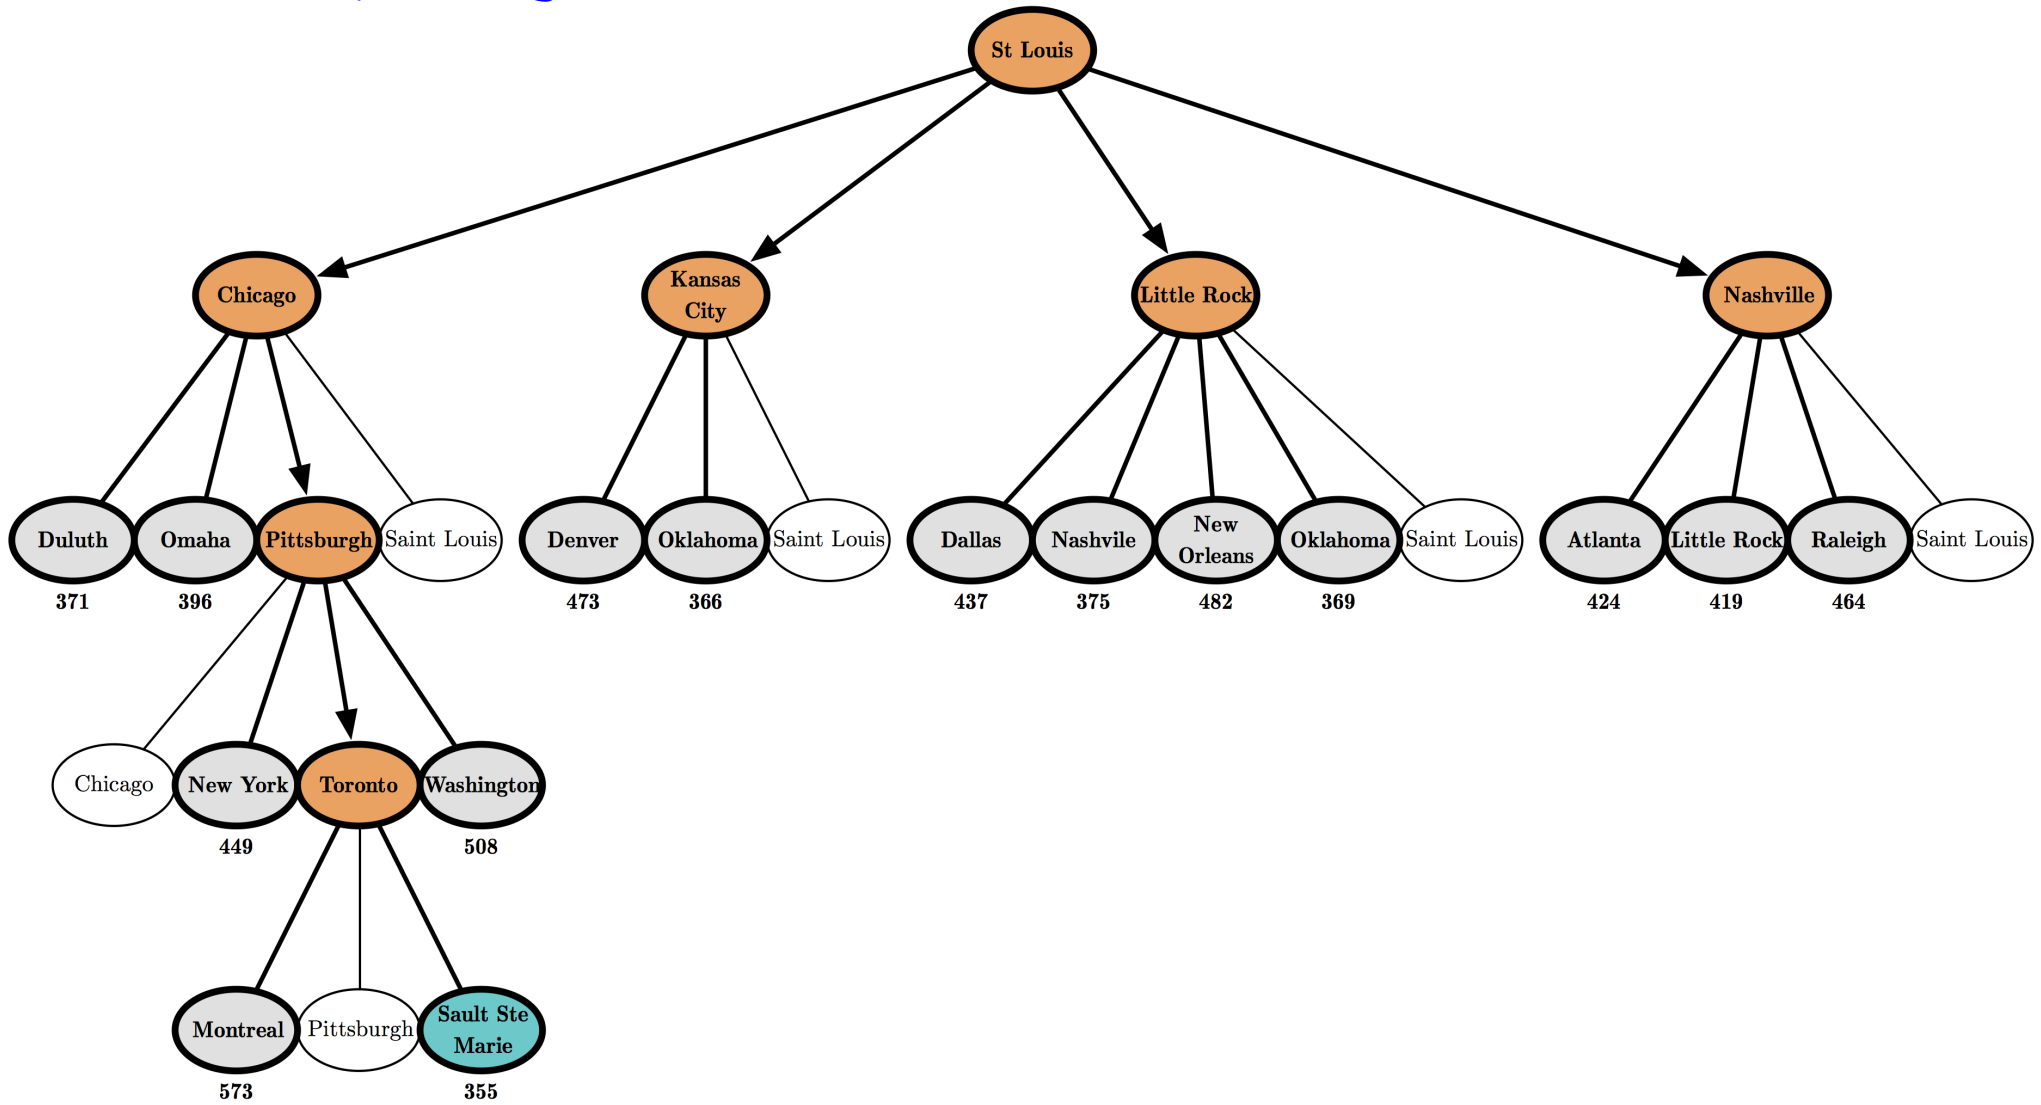 St Louis
Chicago
Kansas
City
Little Rock
Nashville
Duluth
Omaha
Pittsburgh
Saint Louis
Denver
Oklahoma
Saint Louis
Dallas
Nashvile
New
Orleans
Oklahoma
Saint Louis
Atlanta
Little Rock
Raleigh
Saint Louis
371
396
473
366
437
375
482
369
424
419
464
Chicago
New York
Toronto
Washington
449
508
Montreal
Pittsburgh
Sault Ste
Marie
573
355